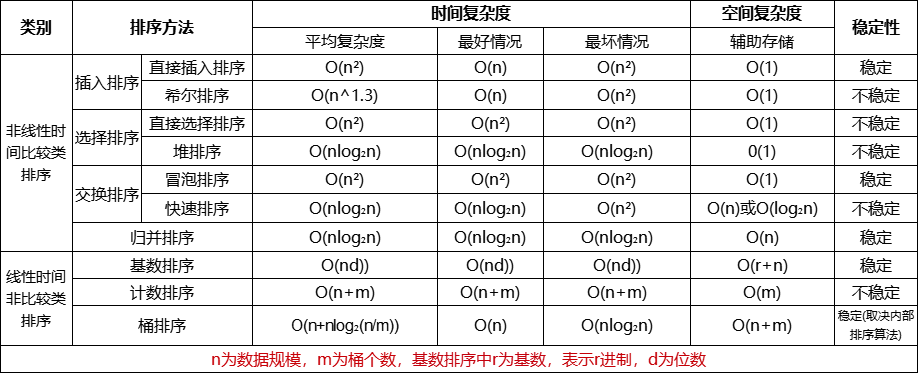 类别 排序方法 时间复杂度 空间复杂度 稳定性
平均复杂度 最好情况 最坏情况 辅助存储
非线性时间比较类排序
插入排序 直接插入排序 O(n²) O(n) O(n²) O(1) 稳定
希尔排序 O(n^1.3) O(n) O(n²) O(1) 不稳定
选择排序 直接选择排序 O(n²) O(n²) O(n²) O(1) 不稳定
堆排序 O(nlog₂n) O(nlog₂n) O(nlog₂n) 0(1) 不稳定
交换排序 冒泡排序 O(n²) O(n²) O(n²) O(1) 稳定
快速排序 O(nlog₂n) O(nlog₂n) O(n²) O(n)或O(log₂n) 不稳定
归并排序 O(nlog₂n) O(nlog₂n) O(nlog₂n) O(n) 稳定
线性时间非比较类排序
基数排序 O(nd)) O(nd)) O(nd)) O(r+n) 稳定
计数排序 O(n+m) O(n+m) O(n+m) O(m) 不稳定
桶排序 O(n+nlog₂(n/m)) O(n) O(nlog₂n) O(n+m) 稳定(取决内部排序算法)
n为数据规模，m为桶个数，基数排序中r为基数，表示r进制，d为位数